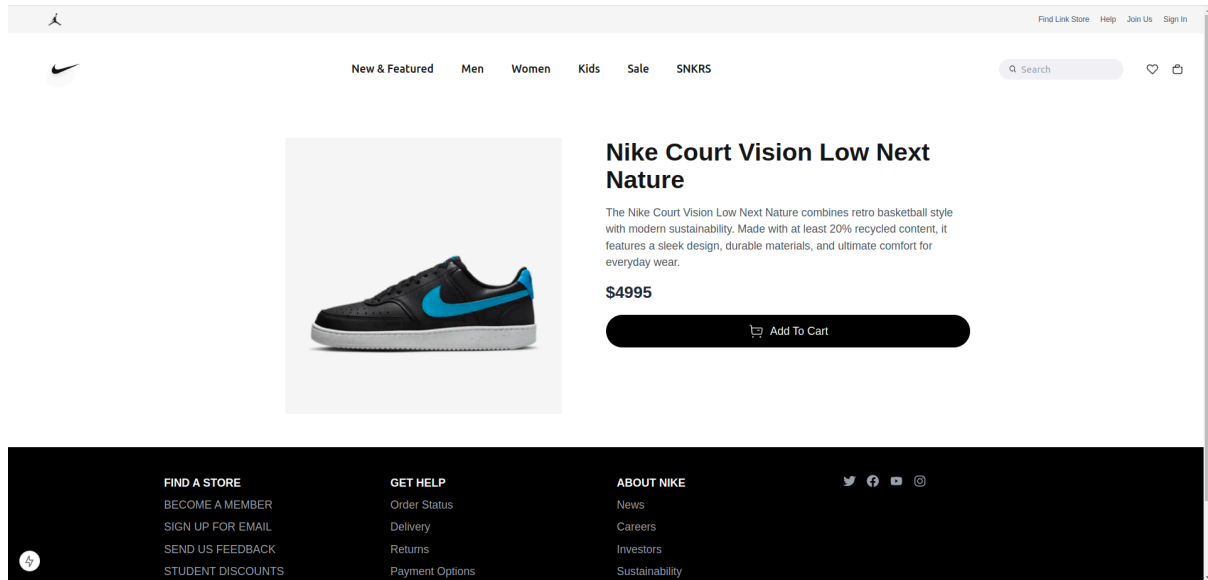 Find Link Store Help Join Us Sign In
New & Featured Men Women Kids Sale SNKRS
Search
Nike Court Vision Low Next
Nature
The Nike Court Vision Low Next Nature combines retro basketball style
with modern sustainability. Made with at least 20% recycled content, it
features a sleek design, durable materials, and ultimate comfort for
everyday wear.
$4995
Add To Cart
FIND A STORE
BECOME A MEMBER
SIGN UP FOR EMAIL
SEND US FEEDBACK
STUDENT DISCOUNTS
GET HELP
Order Status
Delivery
Returns
Payment Options
ABOUT NIKE
News
Careers
Investors
Sustainability